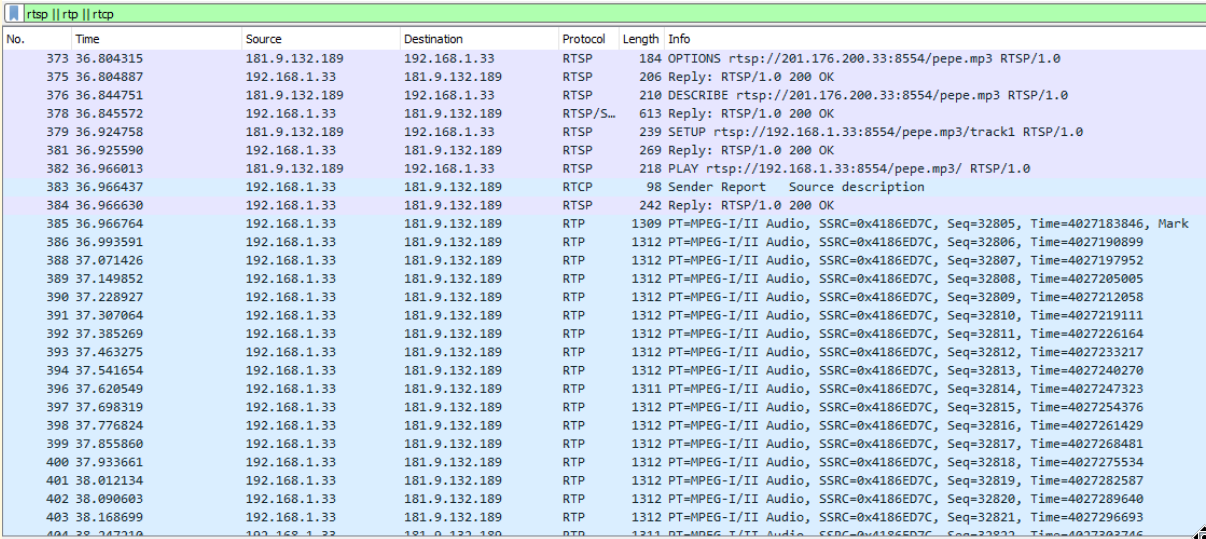 rtsp || rtp || rtcp
No. Time Source Destination Protocol Length Info
373 36.804315 181.9.132.189 192.168.1.33 RTSP 184 OPTIONS rtsp://201.176.200.33:8554/pepe.mp3 RTSP/1.0
375 36.804887 192.168.1.33 181.9.132.189 RTSP 206 Reply: RTSP/1.0 200 OK
376 36.844751 181.9.132.189 192.168.1.33 RTSP 210 DESCRIBE rtsp://201.176.200.33:8554/pepe.mp3 RTSP/1.0
378 36.845572 192.168.1.33 181.9.132.189 RTSP/S… 613 Reply: RTSP/1.0 200 OK
379 36.924758 181.9.132.189 192.168.1.33 RTSP 239 SETUP rtsp://192.168.1.33:8554/pepe.mp3/track1 RTSP/1.0
381 36.925590 192.168.1.33 181.9.132.189 RTSP 269 Reply: RTSP/1.0 200 OK
382 36.966013 181.9.132.189 192.168.1.33 RTSP 218 PLAY rtsp://192.168.1.33:8554/pepe.mp3/ RTSP/1.0
383 36.966437 192.168.1.33 181.9.132.189 RTCP 98 Sender Report Source description
384 36.966630 192.168.1.33 181.9.132.189 RTSP 242 Reply: RTSP/1.0 200 OK
385 36.966764 192.168.1.33 181.9.132.189 RTP 1309 PT=MPEG-I/II Audio, SSRC=0x4186ED7C, Seq=32805, Time=4027183846, Mark
386 36.993591 192.168.1.33 181.9.132.189 RTP 1312 PT=MPEG-I/II Audio, SSRC=0x4186ED7C, Seq=32806, Time=4027190899
388 37.071426 192.168.1.33 181.9.132.189 RTP 1312 PT=MPEG-I/II Audio, SSRC=0x4186ED7C, Seq=32807, Time=4027197952
389 37.149852 192.168.1.33 181.9.132.189 RTP 1312 PT=MPEG-I/II Audio, SSRC=0x4186ED7C, Seq=32808, Time=4027205005
390 37.228927 192.168.1.33 181.9.132.189 RTP 1312 PT=MPEG-I/II Audio, SSRC=0x4186ED7C, Seq=32809, Time=4027212058
391 37.307064 192.168.1.33 181.9.132.189 RTP 1312 PT=MPEG-I/II Audio, SSRC=0x4186ED7C, Seq=32810, Time=4027219111
392 37.385269 192.168.1.33 181.9.132.189 RTP 1312 PT=MPEG-I/II Audio, SSRC=0x4186ED7C, Seq=32811, Time=4027226164
393 37.463275 192.168.1.33 181.9.132.189 RTP 1312 PT=MPEG-I/II Audio, SSRC=0x4186ED7C, Seq=32812, Time=4027233217
394 37.541654 192.168.1.33 181.9.132.189 RTP 1312 PT=MPEG-I/II Audio, SSRC=0x4186ED7C, Seq=32813, Time=4027240270
396 37.620549 192.168.1.33 181.9.132.189 RTP 1311 PT=MPEG-I/II Audio, SSRC=0x4186ED7C, Seq=32814, Time=4027247323
397 37.698319 192.168.1.33 181.9.132.189 RTP 1312 PT=MPEG-I/II Audio, SSRC=0x4186ED7C, Seq=32815, Time=4027254376
398 37.776824 192.168.1.33 181.9.132.189 RTP 1312 PT=MPEG-I/II Audio, SSRC=0x4186ED7C, Seq=32816, Time=4027261429
399 37.855860 192.168.1.33 181.9.132.189 RTP 1312 PT=MPEG-I/II Audio, SSRC=0x4186ED7C, Seq=32817, Time=4027268481
400 37.933661 192.168.1.33 181.9.132.189 RTP 1312 PT=MPEG-I/II Audio, SSRC=0x4186ED7C, Seq=32818, Time=4027275534
401 38.012134 192.168.1.33 181.9.132.189 RTP 1312 PT=MPEG-I/II Audio, SSRC=0x4186ED7C, Seq=32819, Time=4027282587
402 38.090603 192.168.1.33 181.9.132.189 RTP 1312 PT=MPEG-I/II Audio, SSRC=0x4186ED7C, Seq=32820, Time=4027289640
403 38.168699 192.168.1.33 181.9.132.189 RTP 1312 PT=MPEG-I/II Audio, SSRC=0x4186ED7C, Seq=32821, Time=4027296693
404 38.247210 192.168.1.33 181.9.132.189 RTP 1311 PT=MPEG-I/II Audio, SSRC=0x4186ED7C, Seq=32822, Time=4027303746